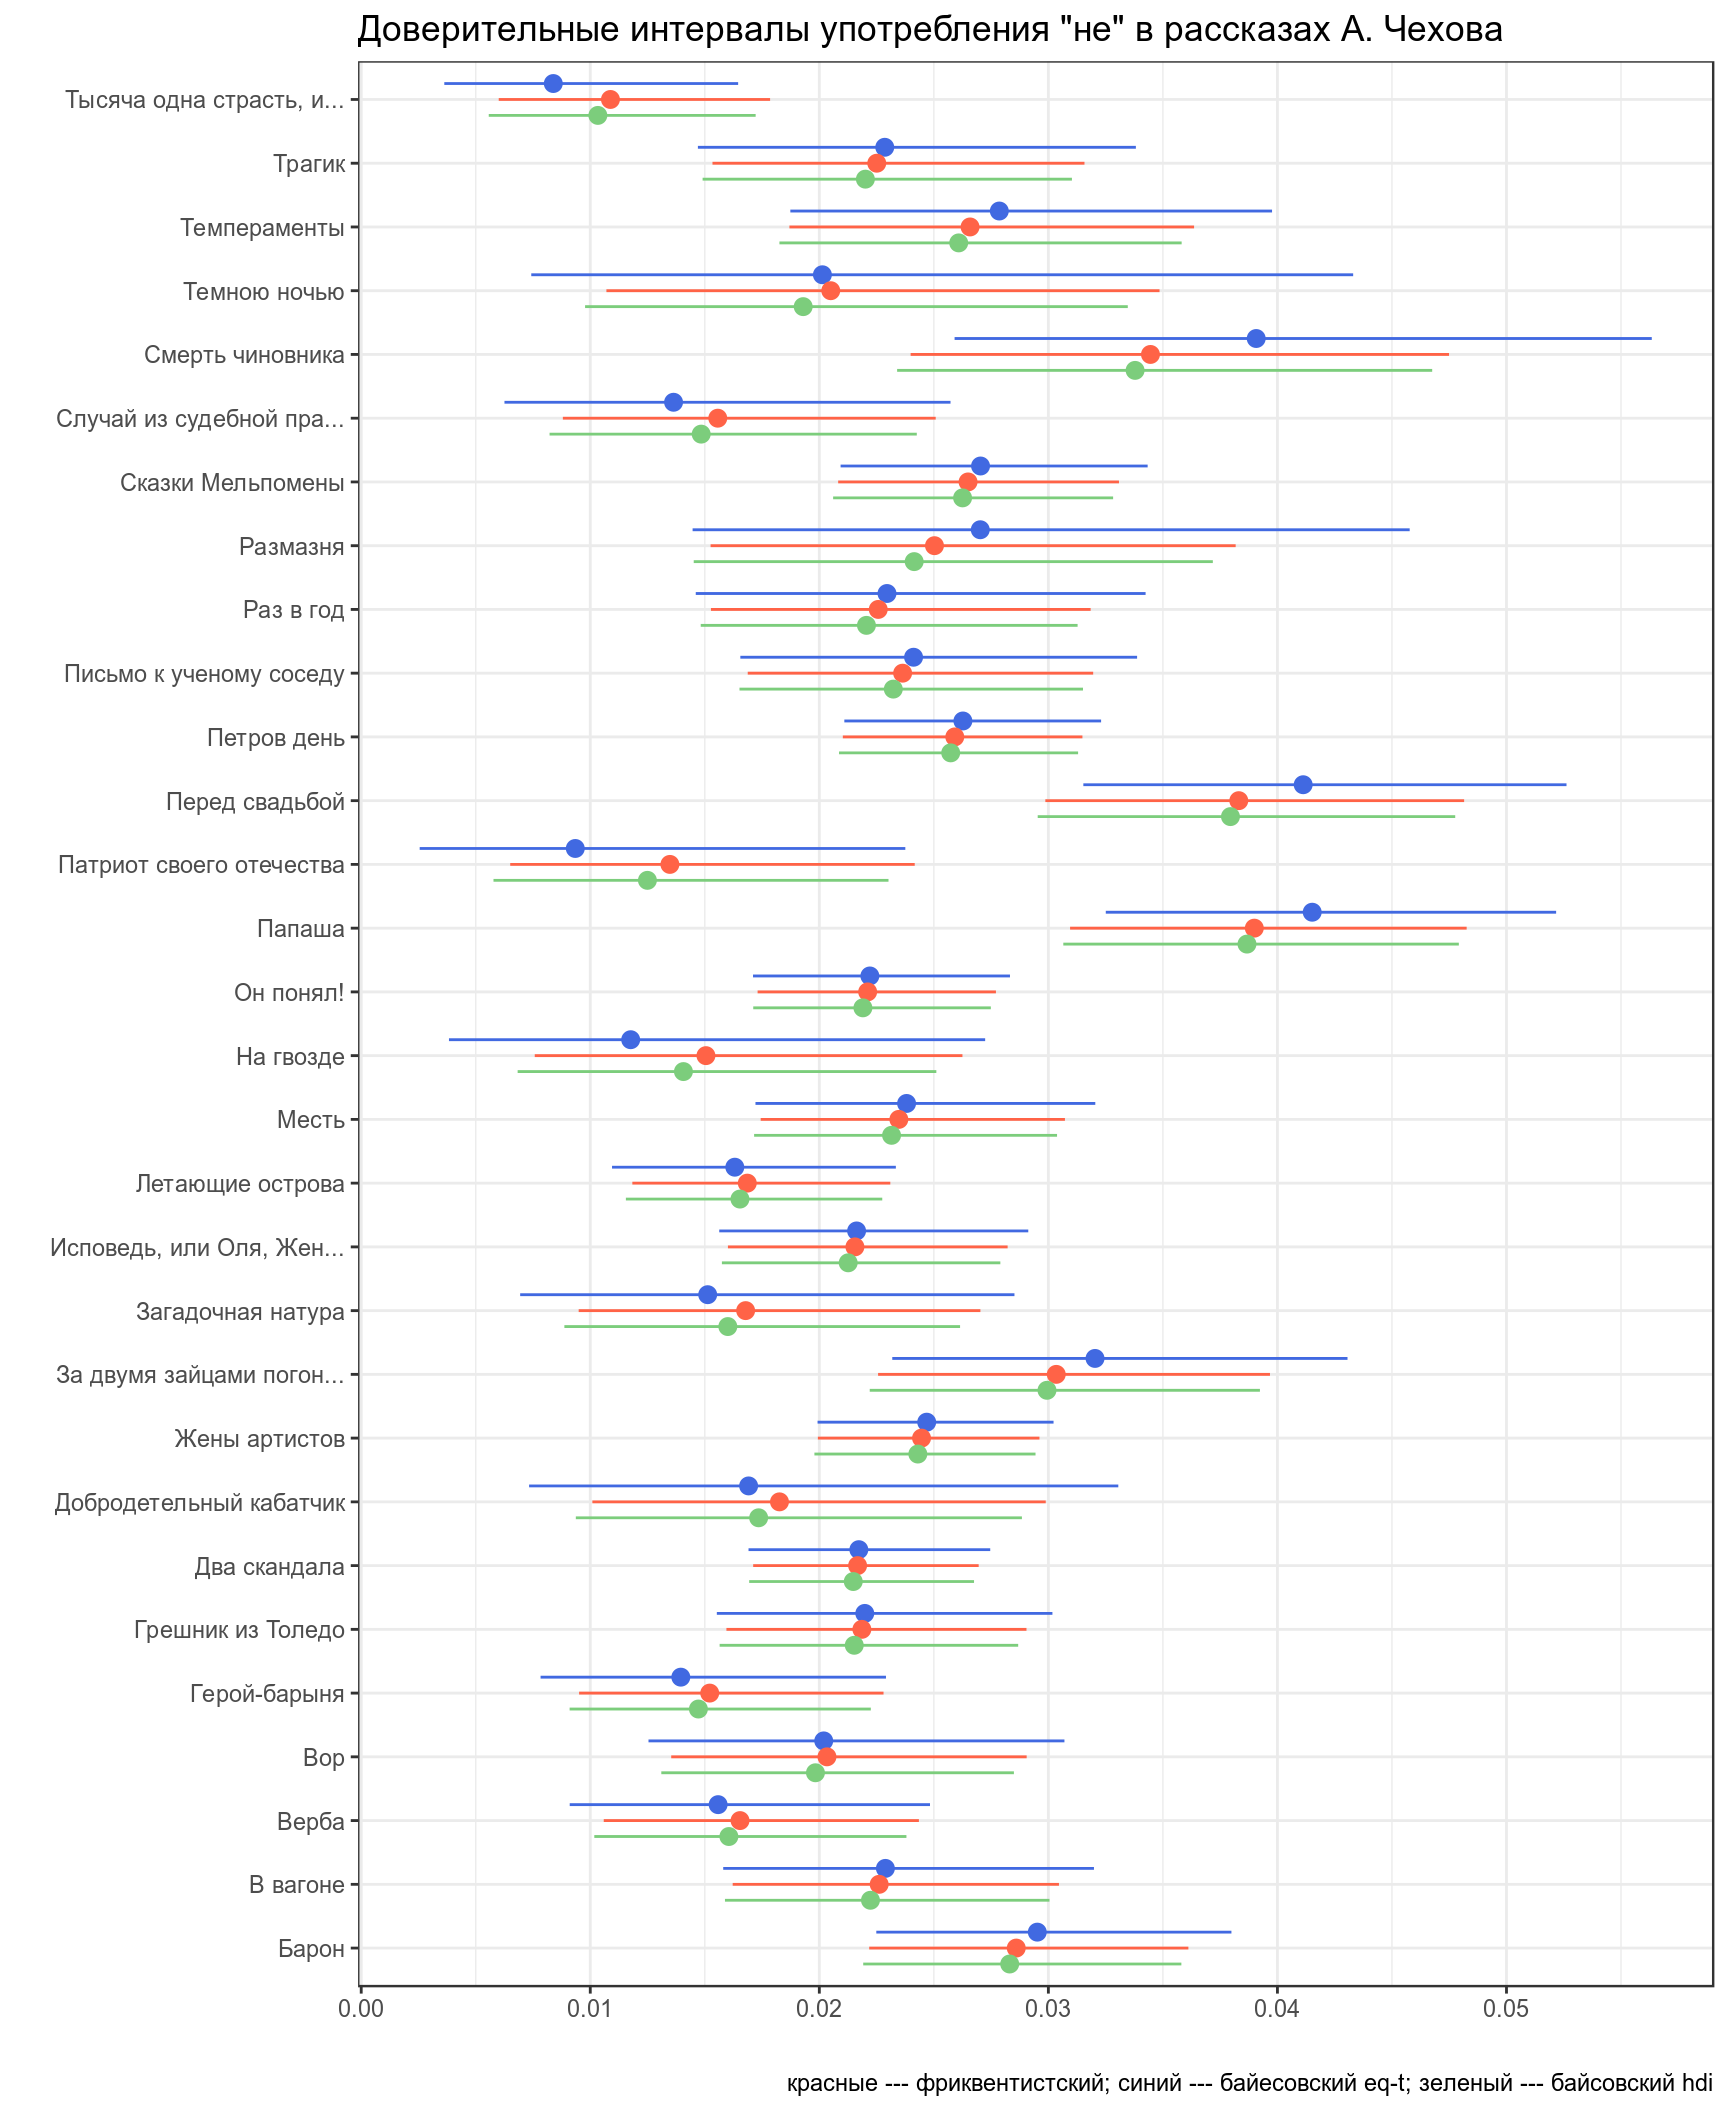 Доверительные интервалы употребления "не" в рассказах А. Чехова
Тысяча одна страсть, и...
Трагик
Темпераменты
Темною ночью
Смерть чиновника
Случай из судебной пра...
Сказки Мельпомены
Размазня
Раз в год
Письмо к ученому соседу
Петров день
Перед свадьбой
Патриот своего отечества
Папаша
Он понял!
На гвозде
Месть
Летающие острова
Исповедь, или Оля, Жен...
Загадочная натура
За двумя зайцами погон...
Жены артистов
Добродетельный кабатчик
Два скандала
Грешник из Толедо
Герой-барыня
Вор
Верба
В вагоне
Барон
0.00 0.01 0.02 0.03 0.04 0.05
красные --- фриквентистский; синий --- байесовский eq-t; зеленый --- байсовский hdi